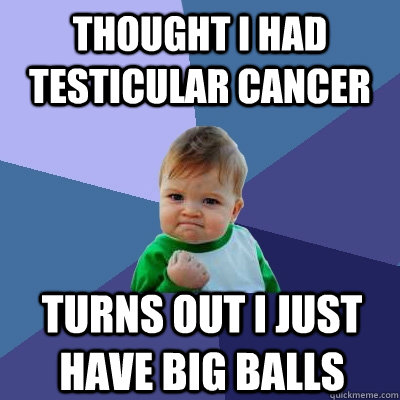 THOUGHT I HAD
TESTICULAR CANCER
TURNS OUT I JUST
HAVE BIG BALLS
quickmeme.com